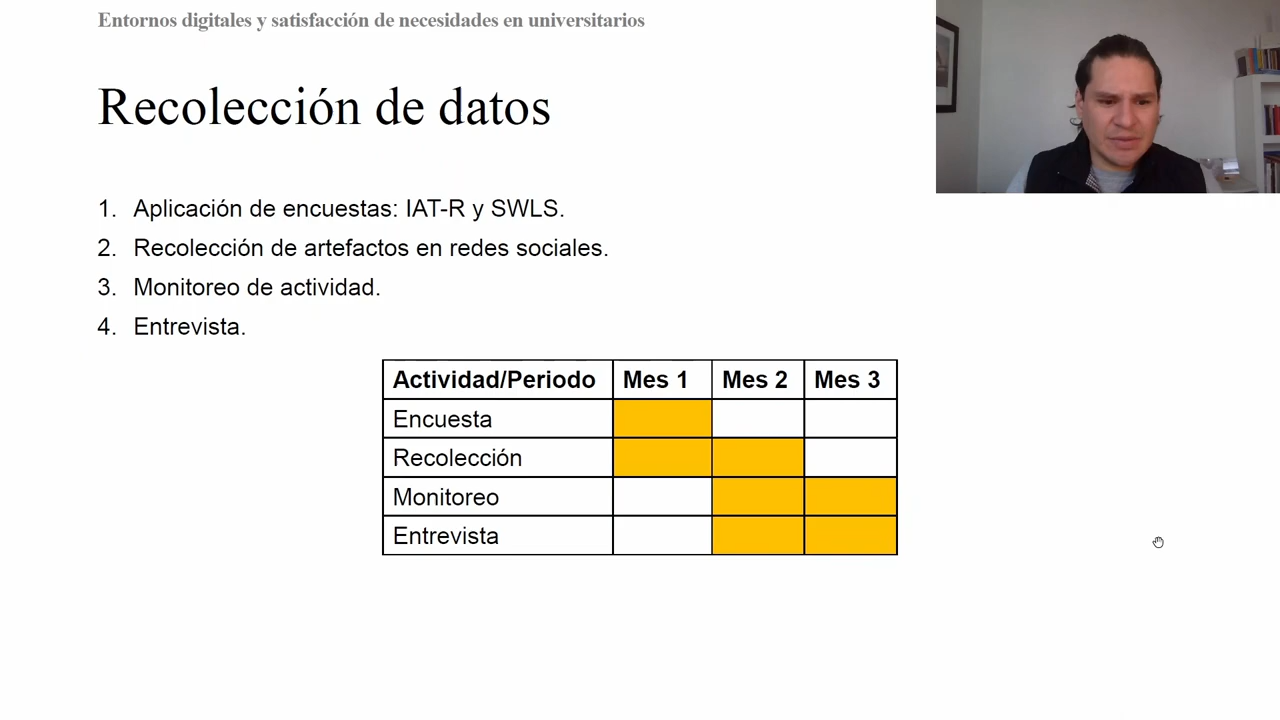 Entornos digitales y satisfacción de necesidades en universitarios
Recolección de datos
1. Aplicación de encuestas: IAT-R y SWLS.
2. Recolección de artefactos en redes sociales.
3. Monitoreo de actividad.
4. Entrevista.
Actividad/Periodo Mes 1 Mes 2 Mes 3
Encuesta
Recolección
Monitoreo
Entrevista